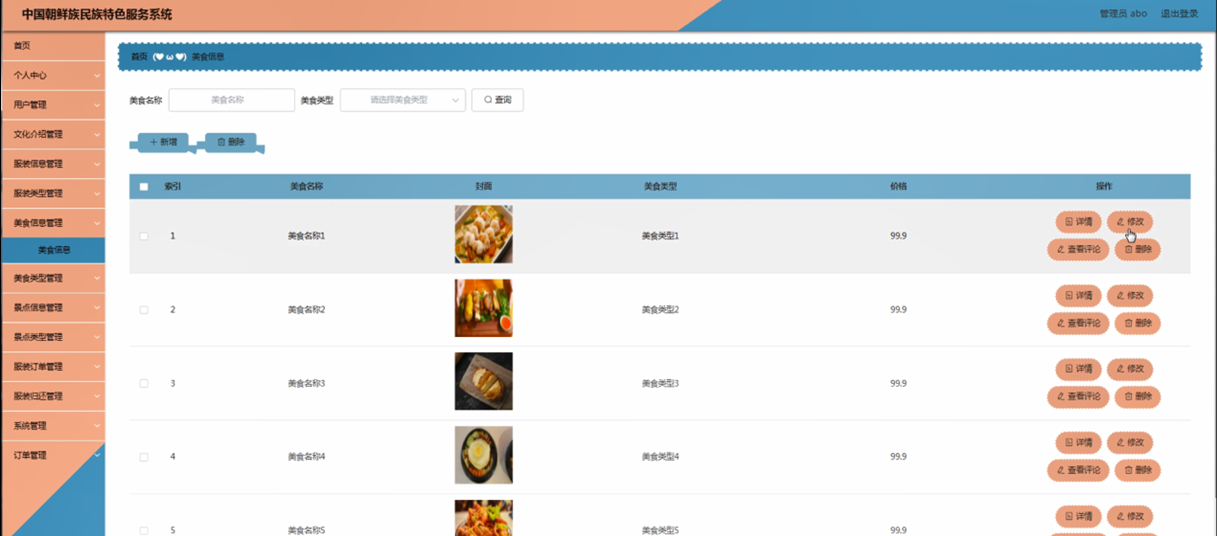 中国朝鲜族民族特色服务系统
管理员 abo 退出登录
首页
个人中心
用户管理
文化介绍管理
服装信息管理
服装类型管理
美食信息管理
美食信息
美食类型管理
景点信息管理
景点类型管理
服装订单管理
服装归还管理
系统管理
订单管理
首页 (♥ω♥) 美食信息
美食名称 美食名称 美食类型 请选择美食类型 查询
新增 删除
索引 美食名称 封面 美食类型 价格 操作
1 美食名称1 美食类型1 99.9 详情 修改
查看评论 删除
2 美食名称2 美食类型2 99.9 详情 修改
查看评论 删除
3 美食名称3 美食类型3 99.9 详情 修改
查看评论 删除
4 美食名称4 美食类型4 99.9 详情 修改
查看评论 删除
5 美食名称5 美食类型5 99.9 详情 修改